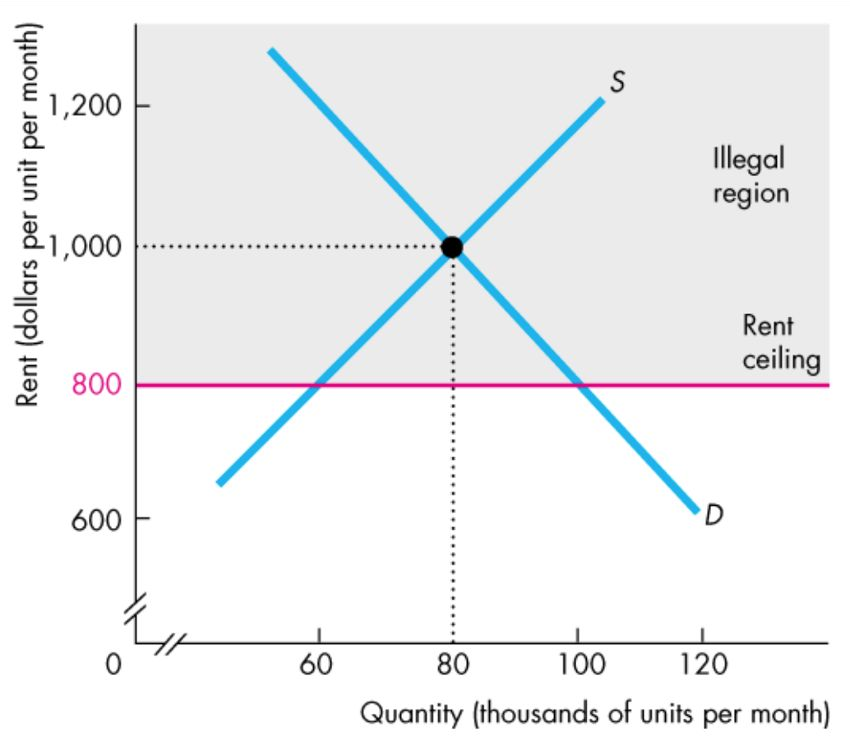 Rent (dollars per unit per month)
1,200
1,000
800
600
0
60
80
100
120
Quantity (thousands of units per month)
S
D
Illegal
region
Rent
ceiling